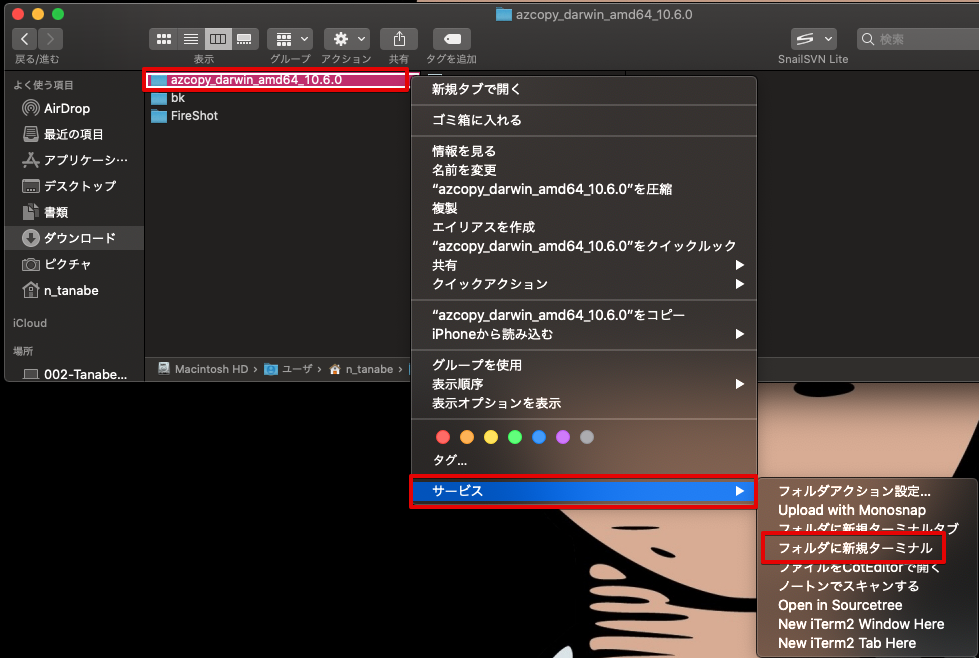 azcopy_darwin_amd64_10.6.0
戻る/進む
表示
グループ
アクション
共有
タグを追加
SnailSVN Lite
検索
よく使う項目
AirDrop
最近の項目
アプリケーシ…
デスクトップ
書類
ダウンロード
ピクチャ
n_tanabe
iCloud
場所
002-Tanabe…
azcopy_darwin_amd64_10.6.0
bk
FireShot
Macintosh HD › ユーザ › n_tanabe ›
新規タブで開く
ゴミ箱に入れる
情報を見る
名前を変更
“azcopy_darwin_amd64_10.6.0”を圧縮
複製
エイリアスを作成
“azcopy_darwin_amd64_10.6.0”をクイックルック
共有
クイックアクション
“azcopy_darwin_amd64_10.6.0”をコピー
iPhoneから読み込む
グループを使用
表示順序
表示オプションを表示
タグ...
サービス
フォルダアクション設定...
Upload with Monosnap
フォルダに新規ターミナルタブ
フォルダに新規ターミナル
ファイルをCotEditorで開く
ノートンでスキャンする
Open in Sourcetree
New iTerm2 Window Here
New iTerm2 Tab Here